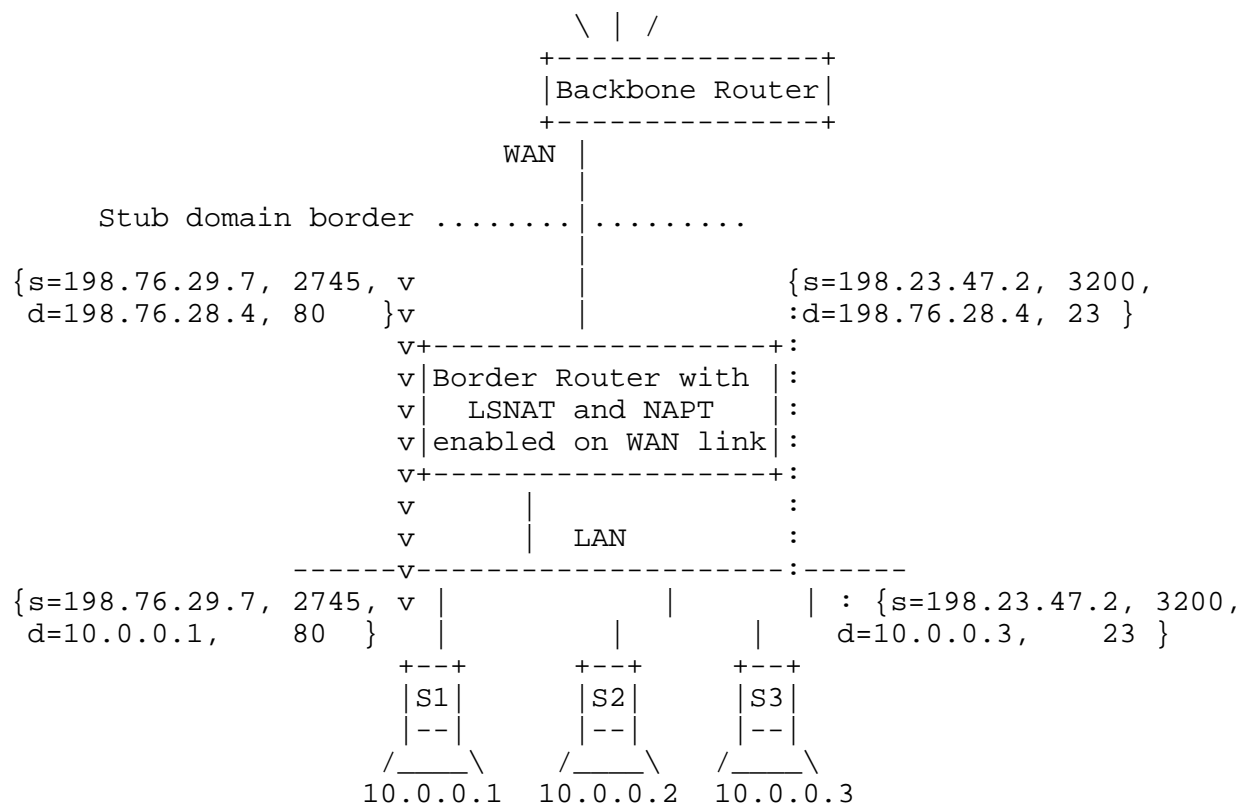 \ | /
+---------------+
|Backbone Router|
+---------------+
WAN |
|
Stub domain border ........|.........
|
{s=198.76.29.7, 2745, v | {s=198.23.47.2, 3200,
d=198.76.28.4, 80 }v | :d=198.76.28.4, 23 }
v+------------------+:
v|Border Router with |:
v| LSNAT and NAPT |:
v|enabled on WAN link|:
v+------------------+:
v | :
v | LAN :
------v---------------------:------
{s=198.76.29.7, 2745, v | | | : {s=198.23.47.2, 3200,
d=10.0.0.1, 80 } | | | d=10.0.0.3, 23 }
+--+ +--+ +--+
|S1| |S2| |S3|
|--| |--| |--|
/____\ /____\ /____\
10.0.0.1 10.0.0.2 10.0.0.3